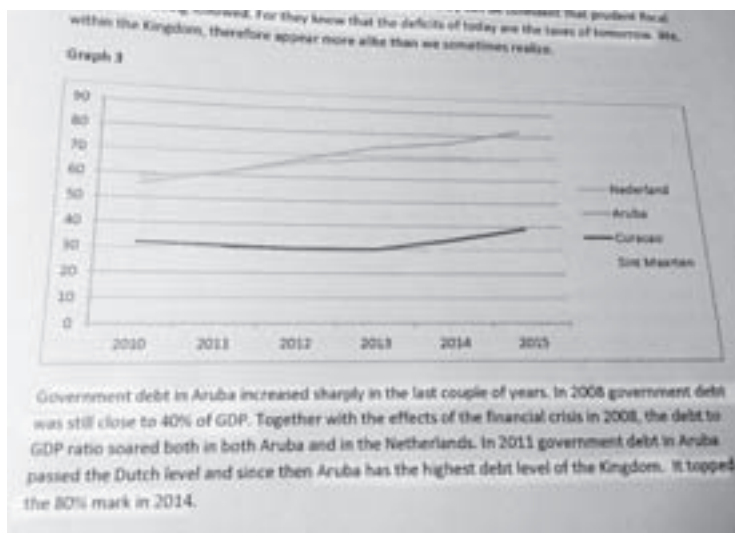 followed. For they know that the deficits of today are the taxes of tomorrow. We,
within the Kingdom, therefore appear more alike than we sometimes realize.
Graph 3
90
80
70
60
50
40
30
20
10
0
2010 2011 2012 2013 2014 2015
Nederland
Aruba
Curacao
Sint Maarten
Government debt in Aruba increased sharply in the last couple of years. In 2008 government debt
was still close to 40% of GDP. Together with the effects of the financial crisis in 2008, the debt to
GDP ratio soared both in both Aruba and in the Netherlands. In 2011 government debt in Aruba
passed the Dutch level and since then Aruba has the highest debt level of the Kingdom. It topped
the 80% mark in 2014.